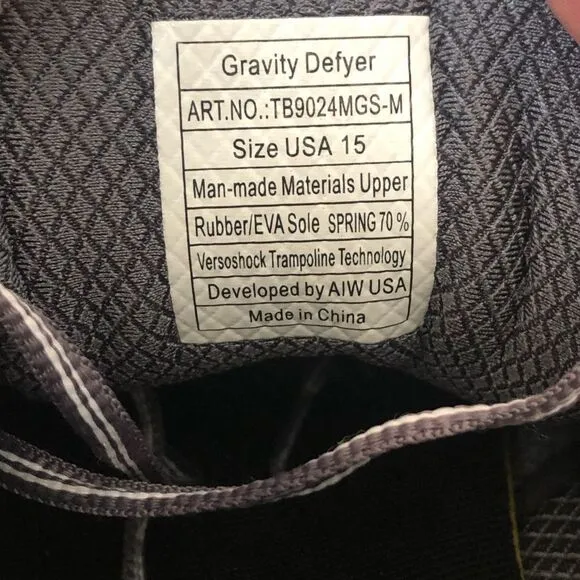 Gravity Defyer
ART.NO.:TB9024MGS-M
Size USA 15
Man-made Materials Upper
Rubber/EVA Sole SPRING 70 %
Versoshock Trampoline Technology
Developed by AIW USA
Made in China